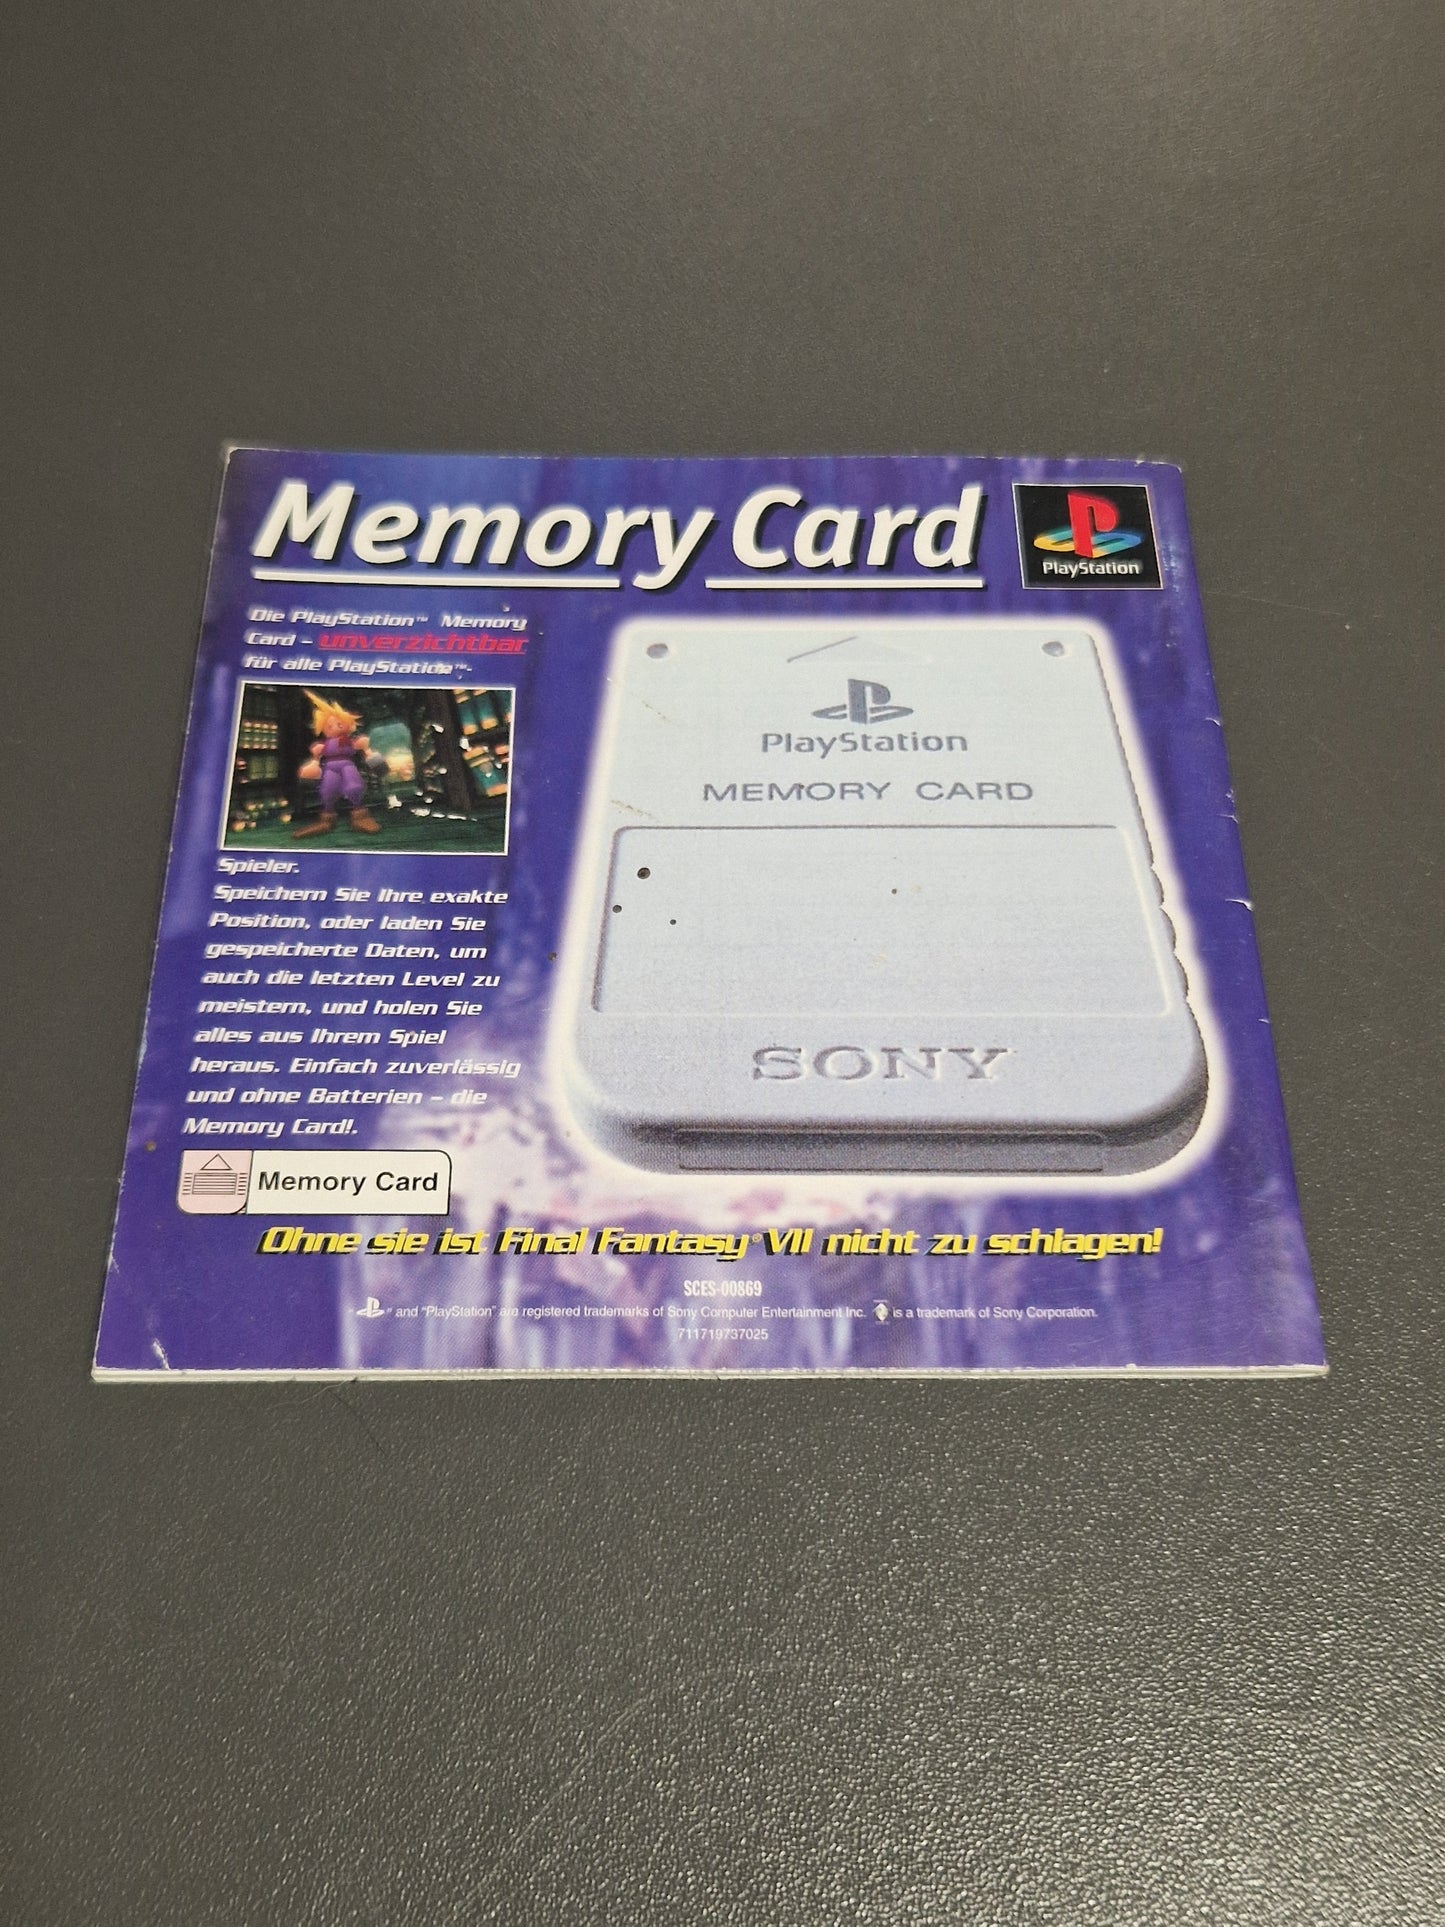 Memory Card
PlayStation
Die PlayStation™ Memory
Card – unverzichtbar
für alle PlayStation™-
Spieler.
Speichern Sie Ihre exakte
Position, oder laden Sie
gespeicherte Daten, um
auch die letzten Level zu
meistern, und holen Sie
alles aus Ihrem Spiel
heraus. Einfach zuverlässig
und ohne Batterien – die
Memory Card!.
PlayStation
MEMORY CARD
SONY
Memory Card
Ohne sie ist Final Fantasy® VII nicht zu schlagen!
SCES-00869
" " and "PlayStation" are registered trademarks of Sony Computer Entertainment Inc. is a trademark of Sony Corporation.
711719737025